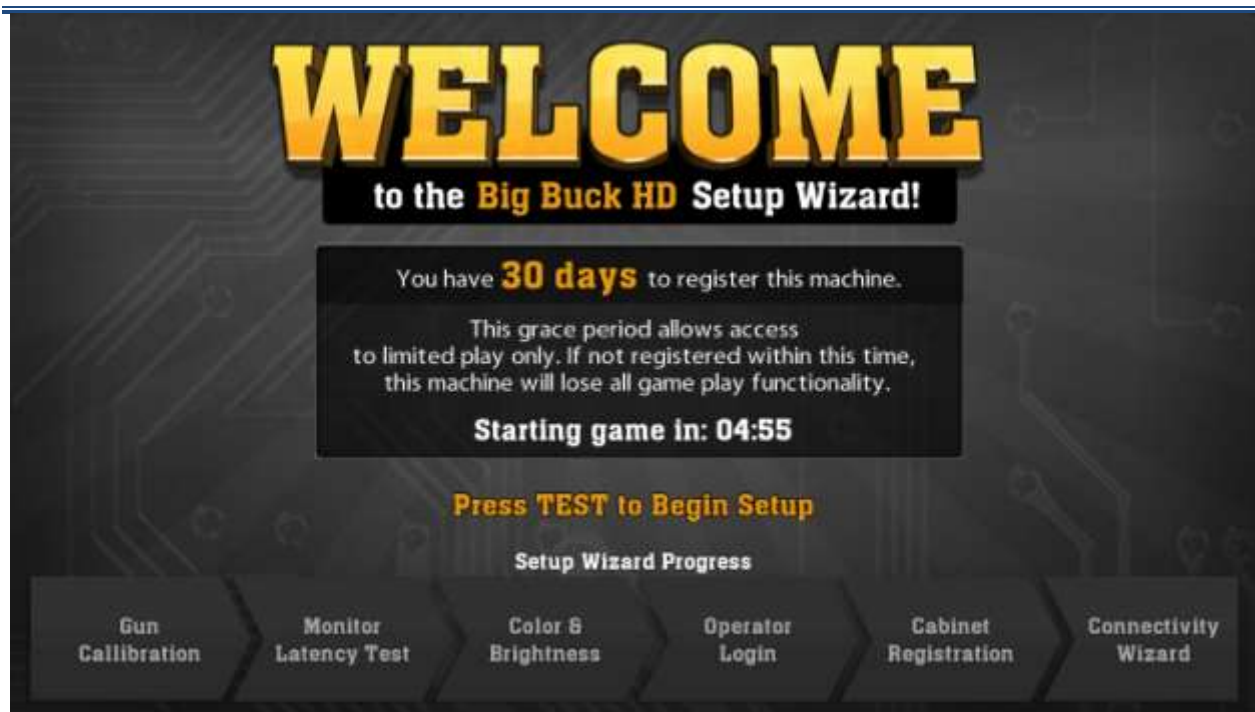 WELCOME
to the Big Buck HD Setup Wizard!
You have 30 days to register this machine.
This grace period allows access
to limited play only. If not registered within this time,
this machine will lose all game play functionality.
Starting game in: 04:55
Press TEST to Begin Setup
Setup Wizard Progress
Gun
Callibration
Monitor
Latency Test
Color &
Brightness
Operator
Login
Cabinet
Registration
Connectivity
Wizard